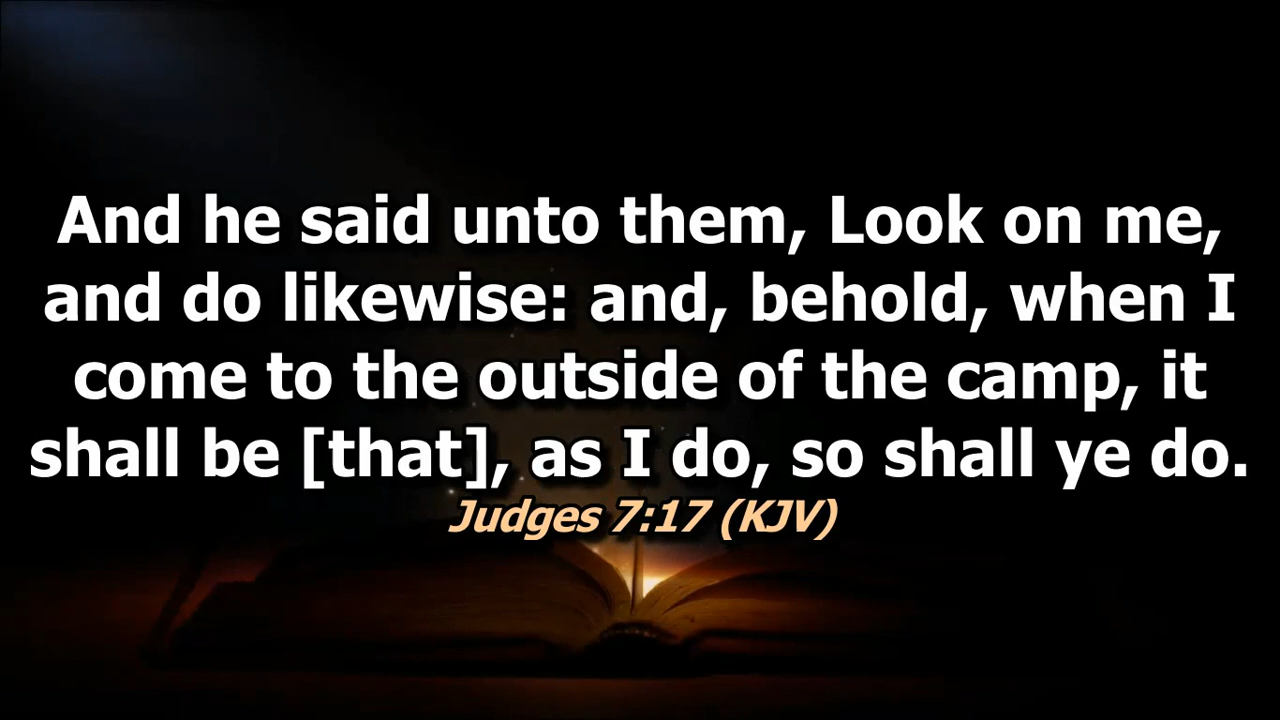 And he said unto them, Look on me,
and do likewise: and, behold, when I
come to the outside of the camp, it
shall be [that], as I do, so shall ye do.
Judges 7:17 (KJV)